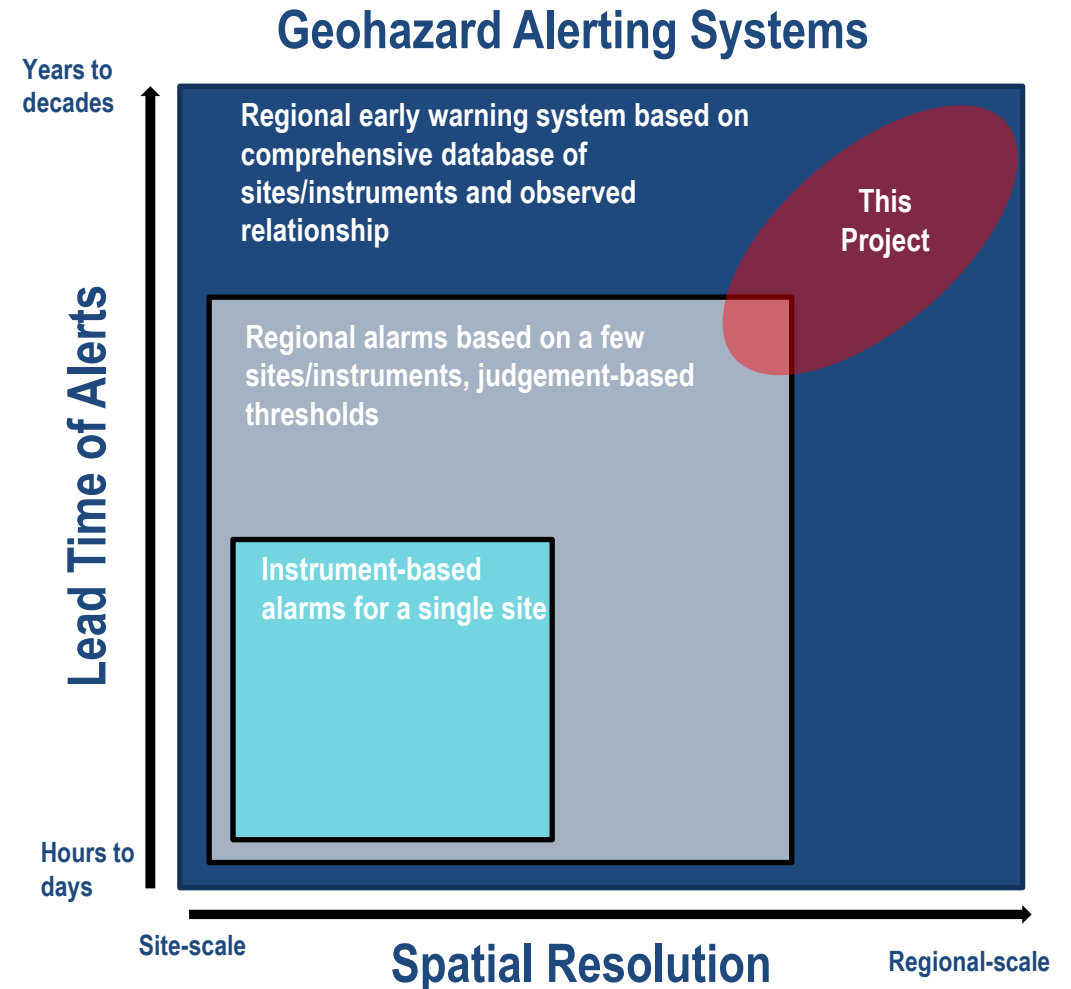 Geohazard Alerting Systems
Years to
decades
Regional early warning system based on
comprehensive database of
sites/instruments and observed
relationship
This
Project
Regional alarms based on a few
sites/instruments, judgement-based
thresholds
Lead Time of Alerts
Instrument-based
alarms for a single site
Hours to
days
Site-scale
Spatial Resolution
Regional-scale